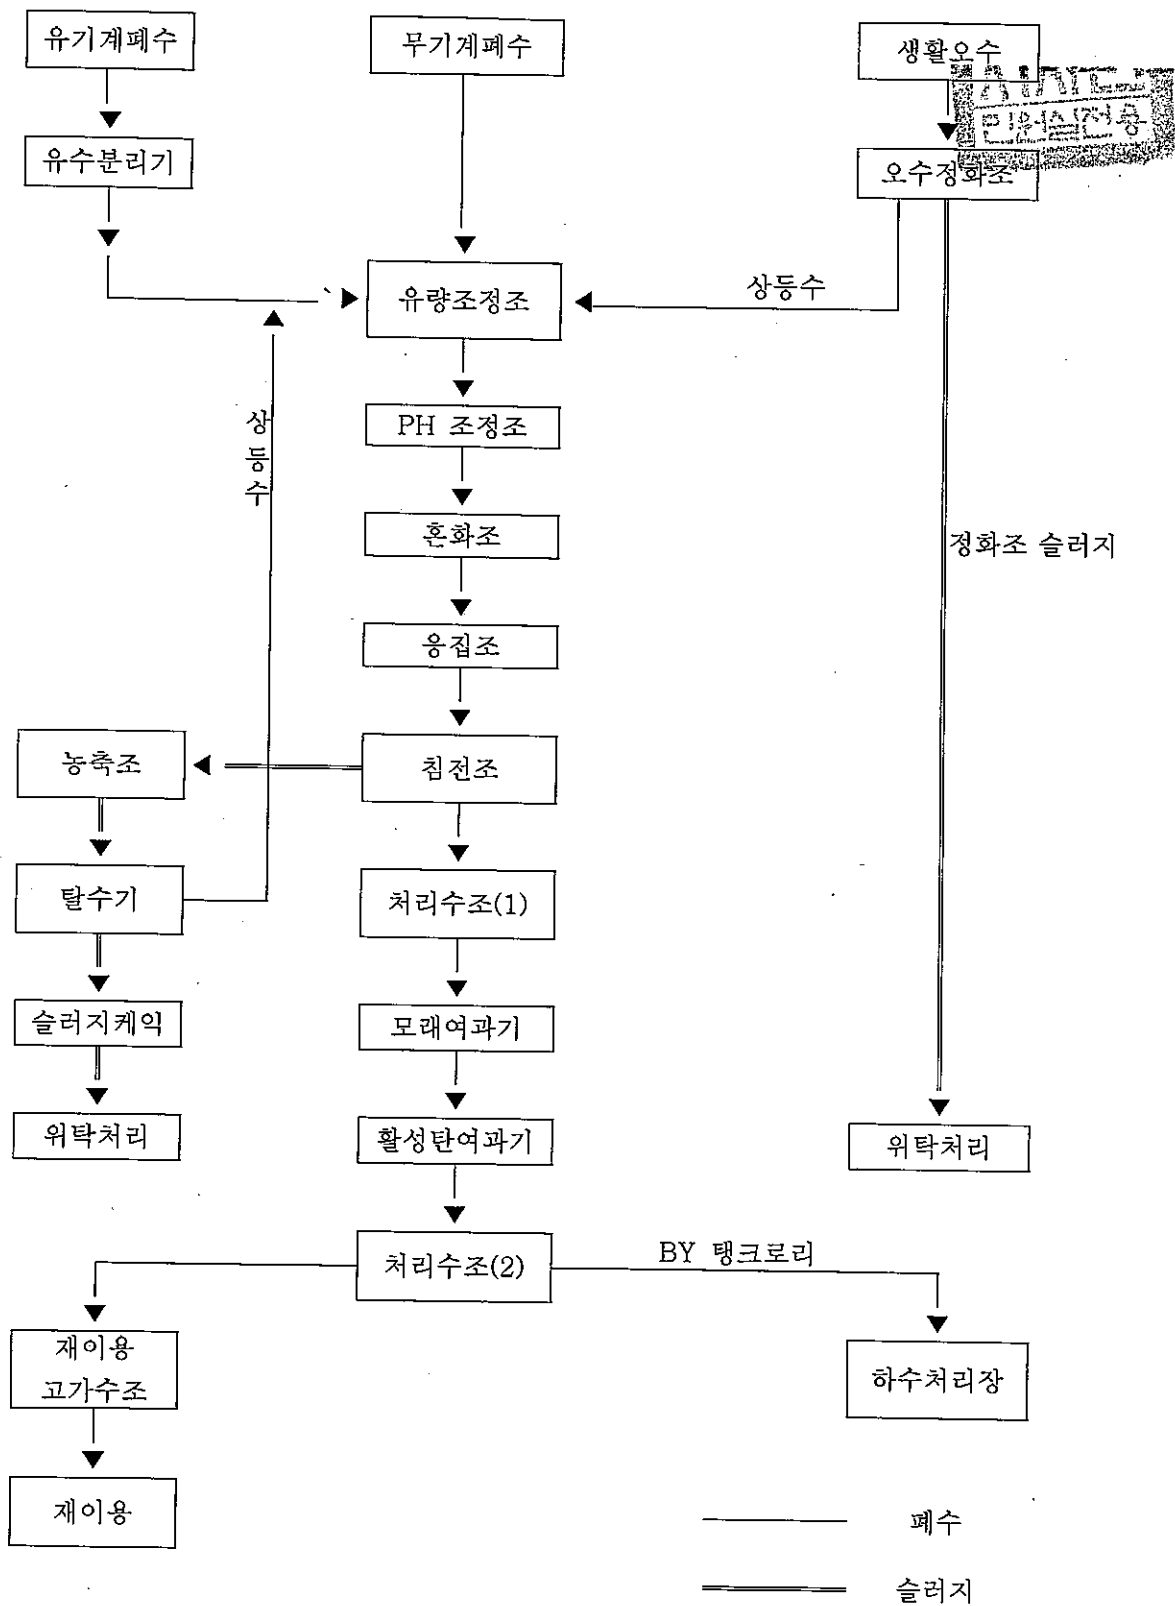 유기계폐수
무기계폐수
생활오수
민원실전용
유수분리기
오수정화조
상등수
유량조정조
상등수
PH 조정조
혼화조
정화조 슬러지
응집조
농축조
침전조
탈수기
처리수조(1)
슬러지케익
모래여과기
위탁처리
활성탄여과기
위탁처리
처리수조(2)
BY 탱크로리
재이용
고가수조
하수처리장
재이용
폐수
슬러지